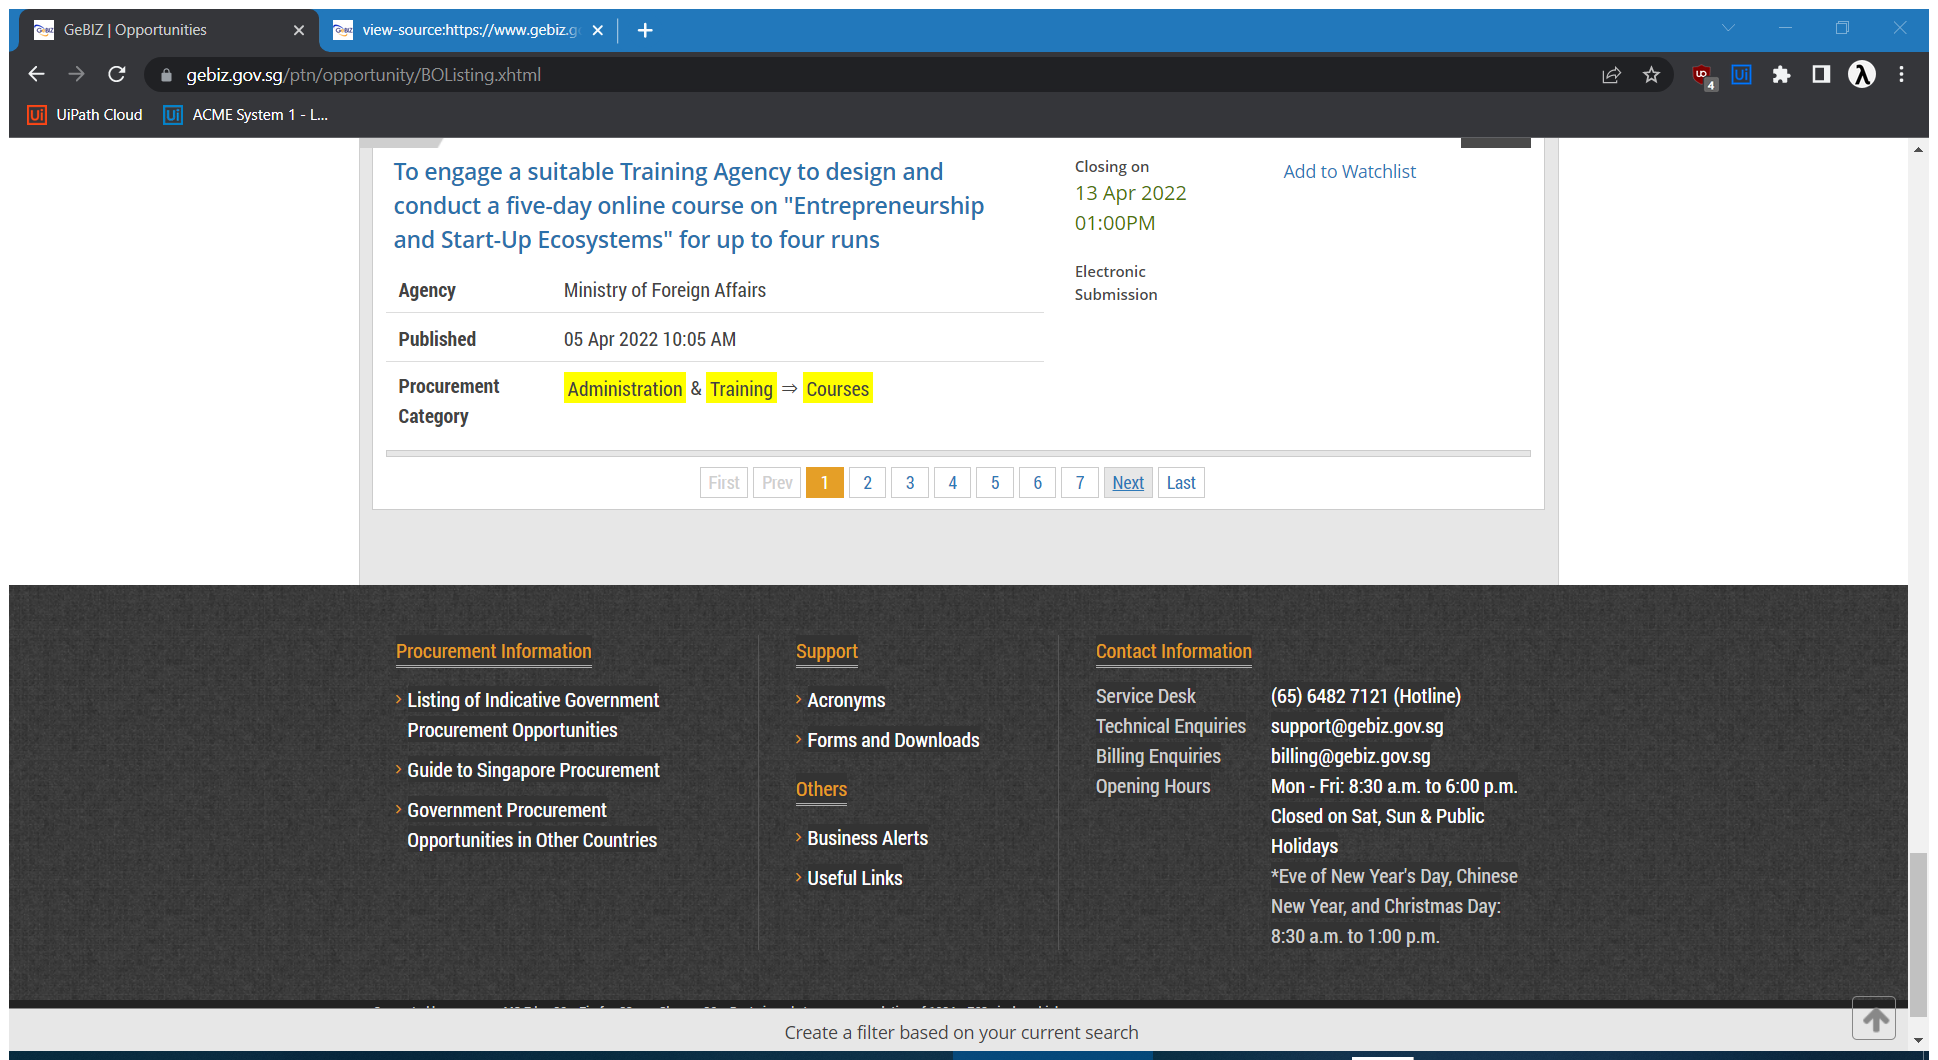 GeBIZ | Opportunities
view-source:https://www.gebiz.g
gebiz.gov.sg/ptn/opportunity/BOListing.xhtml
4
UiPath Cloud
ACME System 1 - L...
To engage a suitable Training Agency to design and
conduct a five-day online course on "Entrepreneurship
and Start-Up Ecosystems" for up to four runs
Closing on
13 Apr 2022
01:00PM
Electronic
Submission
Add to Watchlist
Agency Ministry of Foreign Affairs
Published 05 Apr 2022 10:05 AM
Procurement
Category
Administration & Training ⇒ Courses
First Prev 1 2 3 4 5 6 7 Next Last
Procurement Information
› Listing of Indicative Government
Procurement Opportunities
› Guide to Singapore Procurement
› Government Procurement
Opportunities in Other Countries
Support
› Acronyms
› Forms and Downloads
Others
› Business Alerts
› Useful Links
Contact Information
Service Desk (65) 6482 7121 (Hotline)
Technical Enquiries support@gebiz.gov.sg
Billing Enquiries billing@gebiz.gov.sg
Opening Hours Mon - Fri: 8:30 a.m. to 6:00 p.m.
Closed on Sat, Sun & Public
Holidays
*Eve of New Year's Day, Chinese
New Year, and Christmas Day:
8:30 a.m. to 1:00 p.m.
Create a filter based on your current search